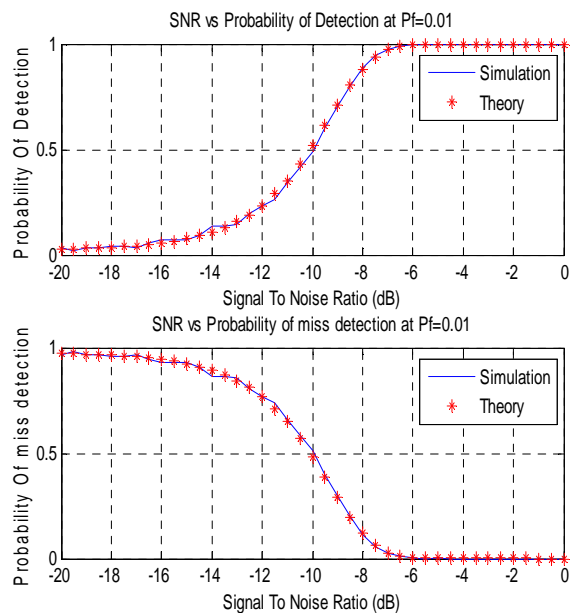 SNR vs Probability of Detection at Pf=0.01
1
0.5
0
Probability Of Detection
Simulation
Theory
-20 -18 -16 -14 -12 -10 -8 -6 -4 -2 0
Signal To Noise Ratio (dB)
SNR vs Probability of miss detection at Pf=0.01
1
0.5
0
Probability Of miss detection
Simulation
Theory
-20 -18 -16 -14 -12 -10 -8 -6 -4 -2 0
Signal To Noise Ratio (dB)